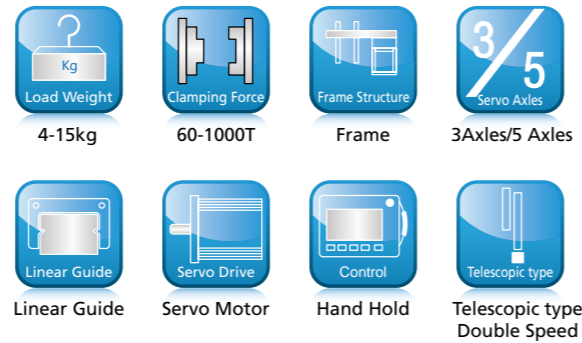 Kg
Load Weight
4-15kg
Clamping Force
60-1000T
Frame Structure
Frame
3/5
Servo Axles
3Axles/5 Axles
Linear Guide
Linear Guide
Servo Drive
Servo Motor
Control
Hand Hold
Telescopic type
Telescopic type
Double Speed